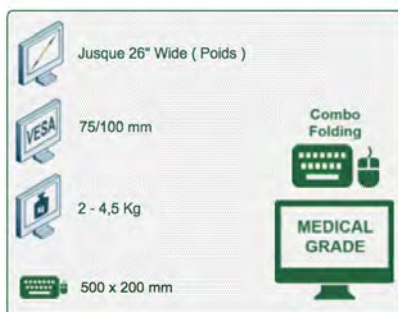 Jusque 26" Wide ( Poids )
VESA
75/100 mm
2 - 4,5 Kg
500 x 200 mm
Combo
Folding
MEDICAL
GRADE